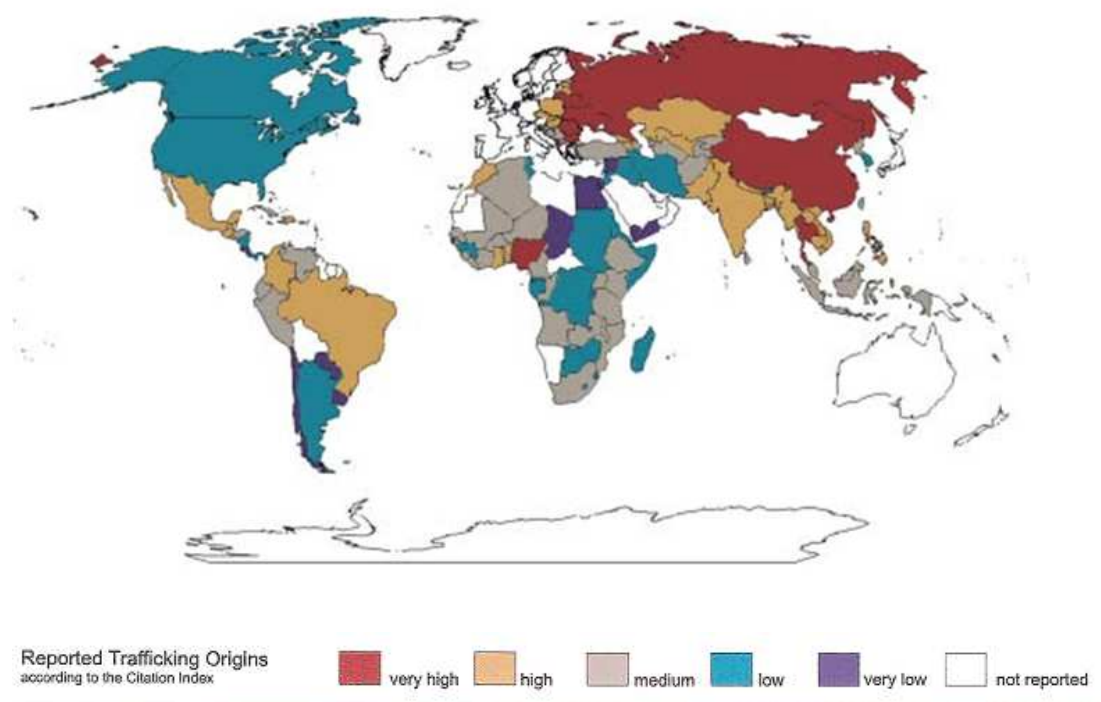 Reported Trafficking Origins
according to the Citation Index
very high
high
medium
low
very low
not reported